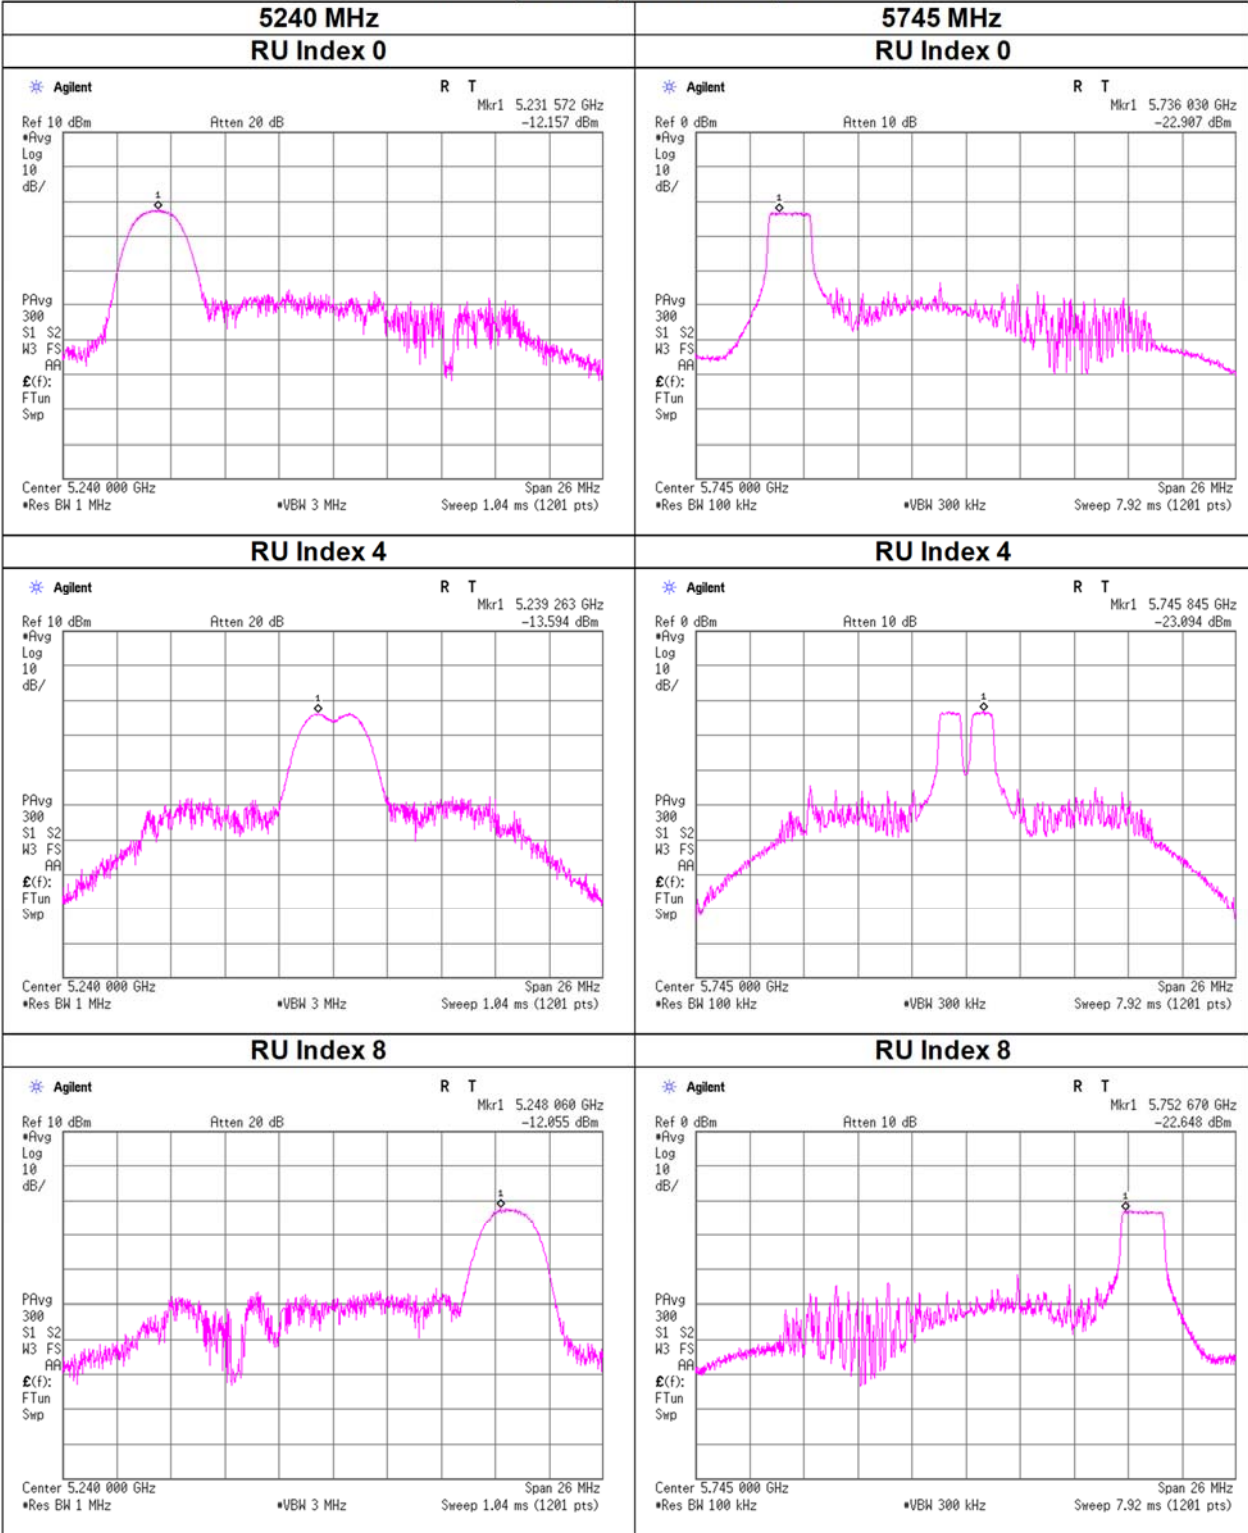 5240 MHz
5745 MHz
RU Index 0
RU Index 0
Agilent
R T
Mkr1 5.231 572 GHz
Ref 10 dBm
Atten 20 dB
-12.157 dBm
*Avg
Log
10
dB/
1
PAvg
300
S1 S2
W3 FS
AA
£(f):
FTun
Swp
Center 5.240 000 GHz
Span 26 MHz
*Res BW 1 MHz
*VBW 3 MHz
Sweep 1.04 ms (1201 pts)
Agilent
R T
Mkr1 5.736 030 GHz
Ref 0 dBm
Atten 10 dB
-22.907 dBm
*Avg
Log
10
dB/
1
PAvg
300
S1 S2
W3 FS
AA
£(f):
FTun
Swp
Center 5.745 000 GHz
Span 26 MHz
*Res BW 100 kHz
*VBW 300 kHz
Sweep 7.92 ms (1201 pts)
RU Index 4
RU Index 4
Agilent
R T
Mkr1 5.239 263 GHz
Ref 10 dBm
Atten 20 dB
-13.594 dBm
*Avg
Log
10
dB/
1
PAvg
300
S1 S2
W3 FS
AA
£(f):
FTun
Swp
Center 5.240 000 GHz
Span 26 MHz
*Res BW 1 MHz
*VBW 3 MHz
Sweep 1.04 ms (1201 pts)
Agilent
R T
Mkr1 5.745 845 GHz
Ref 0 dBm
Atten 10 dB
-23.094 dBm
*Avg
Log
10
dB/
1
PAvg
300
S1 S2
W3 FS
AA
£(f):
FTun
Swp
Center 5.745 000 GHz
Span 26 MHz
*Res BW 100 kHz
*VBW 300 kHz
Sweep 7.92 ms (1201 pts)
RU Index 8
RU Index 8
Agilent
R T
Mkr1 5.248 060 GHz
Ref 10 dBm
Atten 20 dB
-12.055 dBm
*Avg
Log
10
dB/
1
PAvg
300
S1 S2
W3 FS
AA
£(f):
FTun
Swp
Center 5.240 000 GHz
Span 26 MHz
*Res BW 1 MHz
*VBW 3 MHz
Sweep 1.04 ms (1201 pts)
Agilent
R T
Mkr1 5.752 670 GHz
Ref 0 dBm
Atten 10 dB
-22.648 dBm
*Avg
Log
10
dB/
1
PAvg
300
S1 S2
W3 FS
AA
£(f):
FTun
Swp
Center 5.745 000 GHz
Span 26 MHz
*Res BW 100 kHz
*VBW 300 kHz
Sweep 7.92 ms (1201 pts)